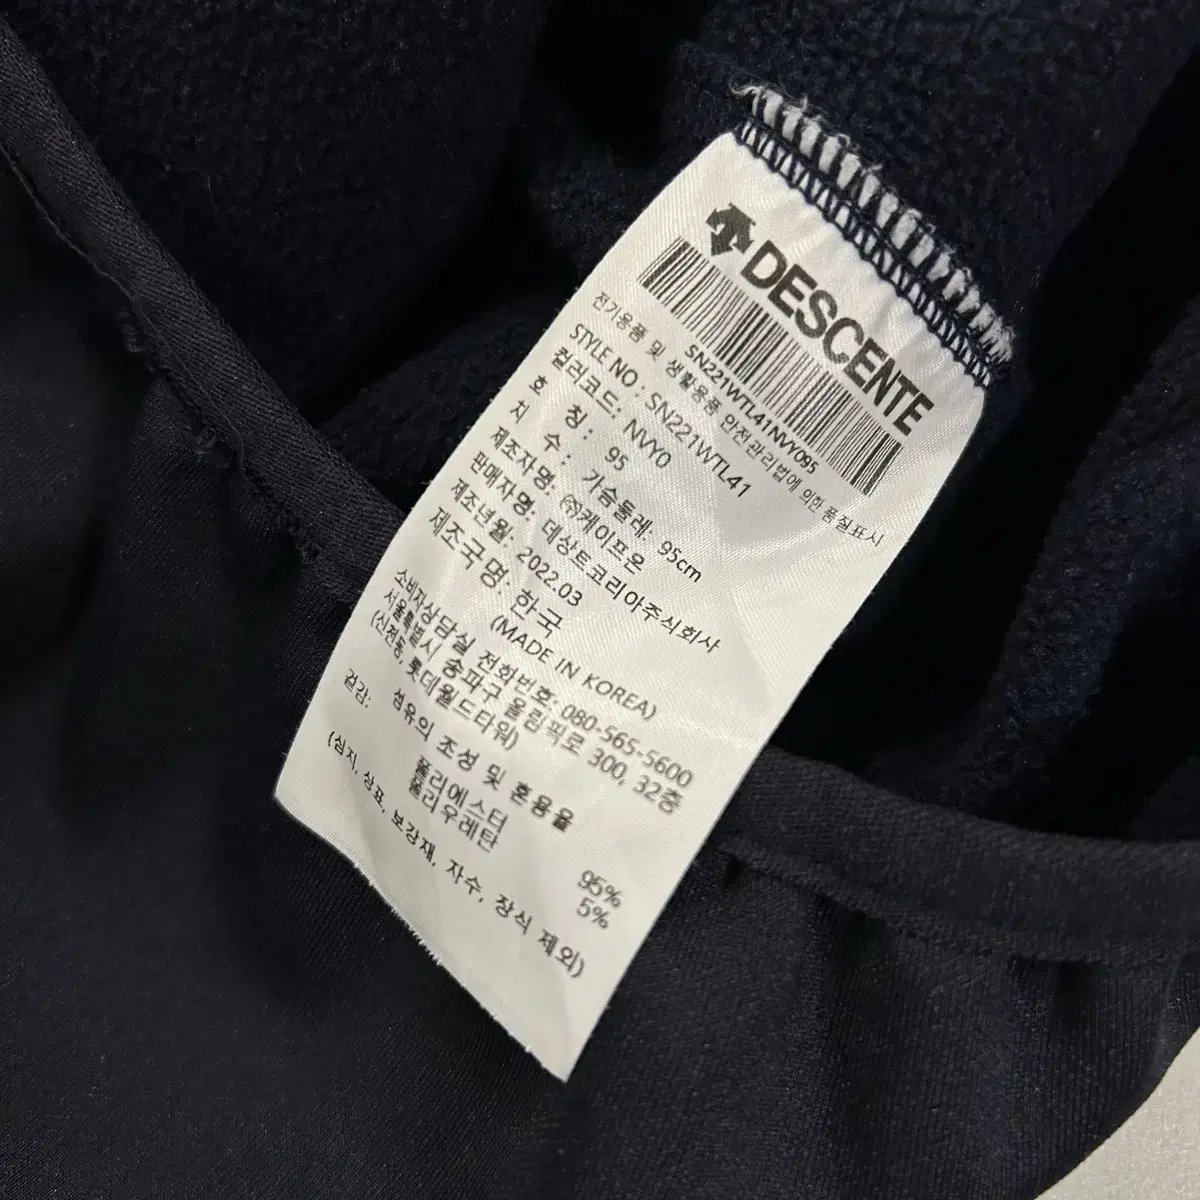 DESCENTE
SN221WTL41NVY095
전기용품 및 생활용품 안전관리법에 의한 품질표시
STYLE NO : SN221WTL41
컬러코드: NVY0
호 칭: 95
치 수: 가슴둘레: 95cm
제조자명: ㈜케이프온
판매자명: 데상트코리아주식회사
제조년월: 2022.03
제조국명: 한국
(MADE IN KOREA)
소비자상담실 전화번호: 080-565-5600
서울특별시 송파구 올림픽로 300, 32층
(신천동, 롯데월드타워)
섬유의 조성 및 혼용율
겉감: 폴리에스터 95%
폴리우레탄 5%
(심지, 상표, 보강재, 자수, 장식 제외)